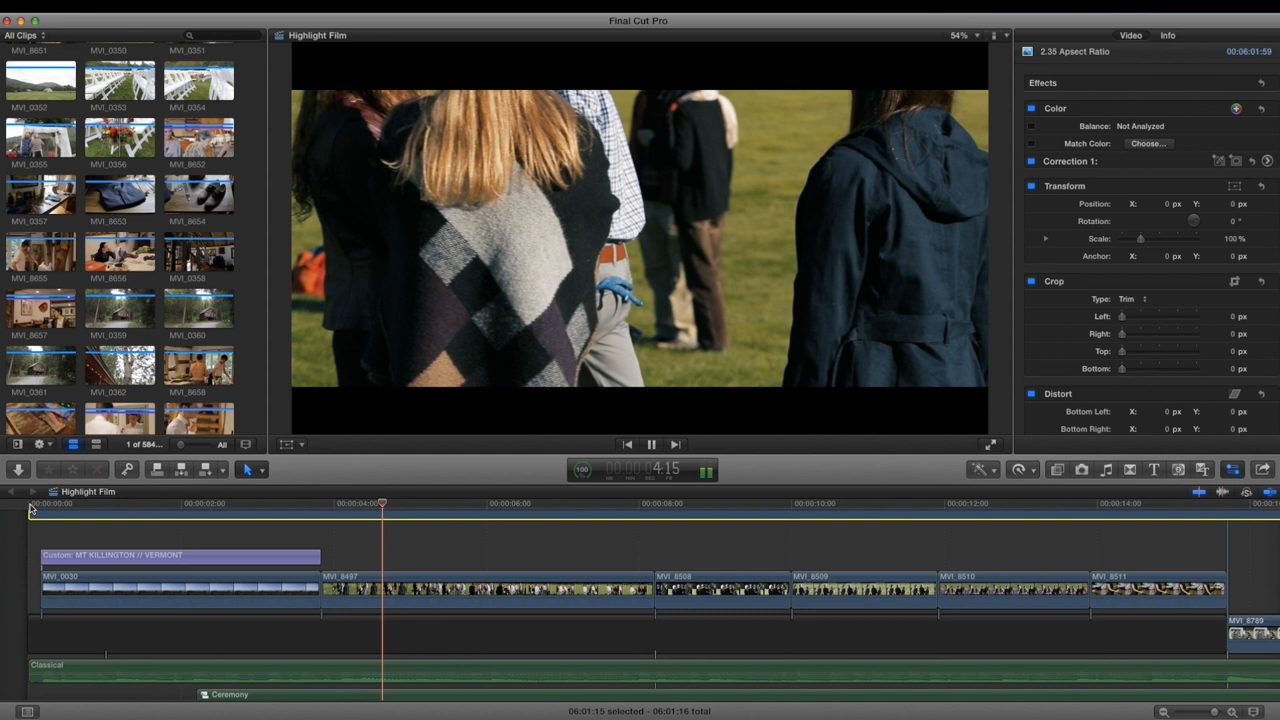 Final Cut Pro
All Clips
Highlight Film
54%
Video
Info
MVI_8651
MVI_0350
MVI_0351
2.35 Apsect Ratio
00:06:01:59
MVI_0352
MVI_0353
MVI_0354
Effects
Color
Balance: Not Analyzed
Match Color: Choose...
Correction 1:
MVI_0355
MVI_0356
MVI_8652
Transform
Position: X: 0 px Y: 0 px
Rotation: 0 °
Scale: 100 %
Anchor: X: 0 px Y: 0 px
MVI_0357
MVI_8653
MVI_8654
Crop
Type: Trim
Left: 0 px
Right: 0 px
Top: 0 px
Bottom: 0 px
MVI_8655
MVI_8656
MVI_0358
MVI_8657
MVI_0359
MVI_0360
MVI_0361
MVI_0362
MVI_8658
Distort
Bottom Left: X: 0 px Y: 0 px
Bottom Right: X: 0 px Y: 0 px
1 of 584...
All
100
00:00:04:15
HR MIN SEC FR
Highlight Film
00:00:00:00
00:00:02:00
00:00:04:00
00:00:06:00
00:00:08:00
00:00:10:00
00:00:12:00
00:00:14:00
Custom: MT KILLINGTON // VERMONT
MVI_0030
MVI_8497
MVI_8508
MVI_8509
MVI_8510
MVI_8511
MVI_8789
Classical
Ceremony
06:01:15 selected - 06:01:16 total